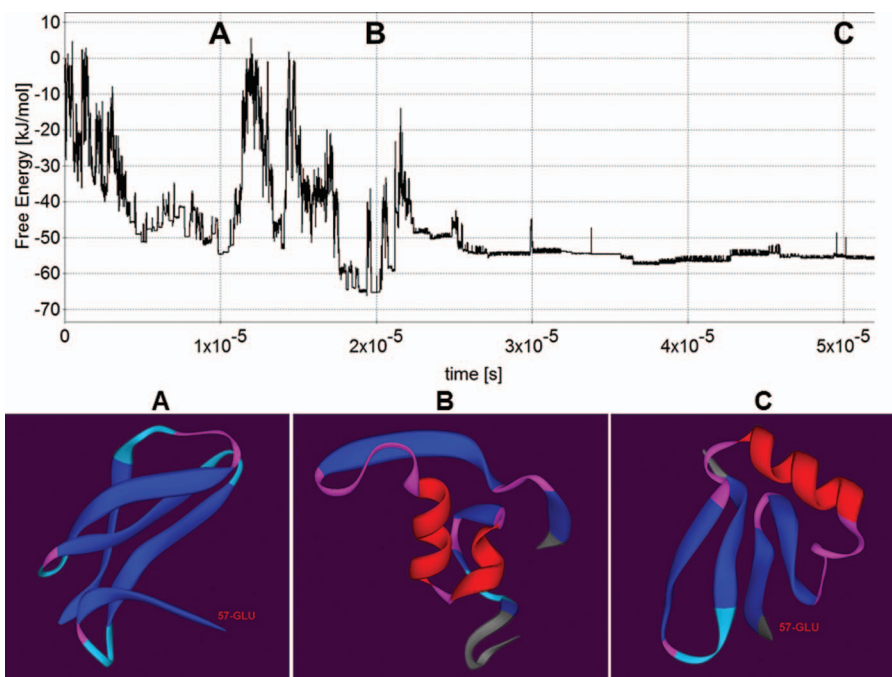 A B C
10
0
-10
-20
-30
-40
-50
-60
-70
Free Energy [kJ/mol]
0 1x10-5 2x10-5 3x10-5 4x10-5 5x10-5
time [s]
A B C
57-GLU
57-GLU